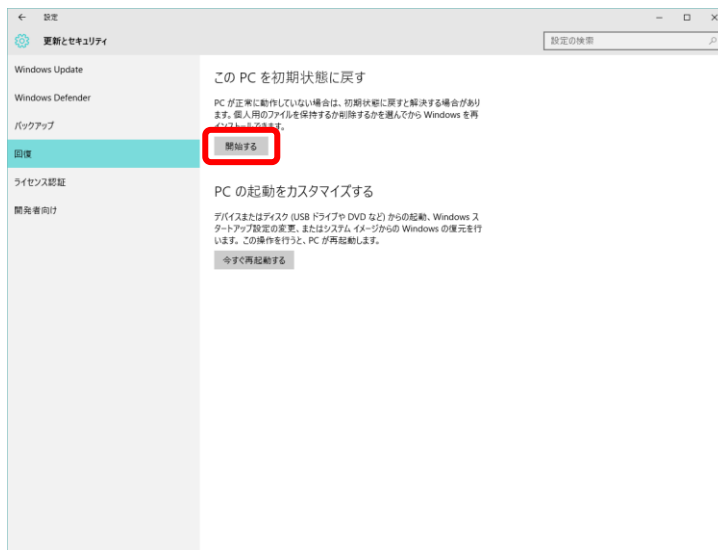 設定
更新とセキュリティ
設定の検索
Windows Update
Windows Defender
バックアップ
回復
ライセンス認証
開発者向け
この PC を初期状態に戻す
PC が正常に動作していない場合は、初期状態に戻すと解決する場合があり
ます。個人用のファイルを保持するか削除するかを選んでから Windows を再
インストールできます。
開始する
PC の起動をカスタマイズする
デバイスまたはディスク (USB ドライブや DVD など) からの起動、Windows ス
タートアップ設定の変更、またはシステム イメージからの Windows の復元を行
います。この操作を行うと、PC が再起動します。
今すぐ再起動する